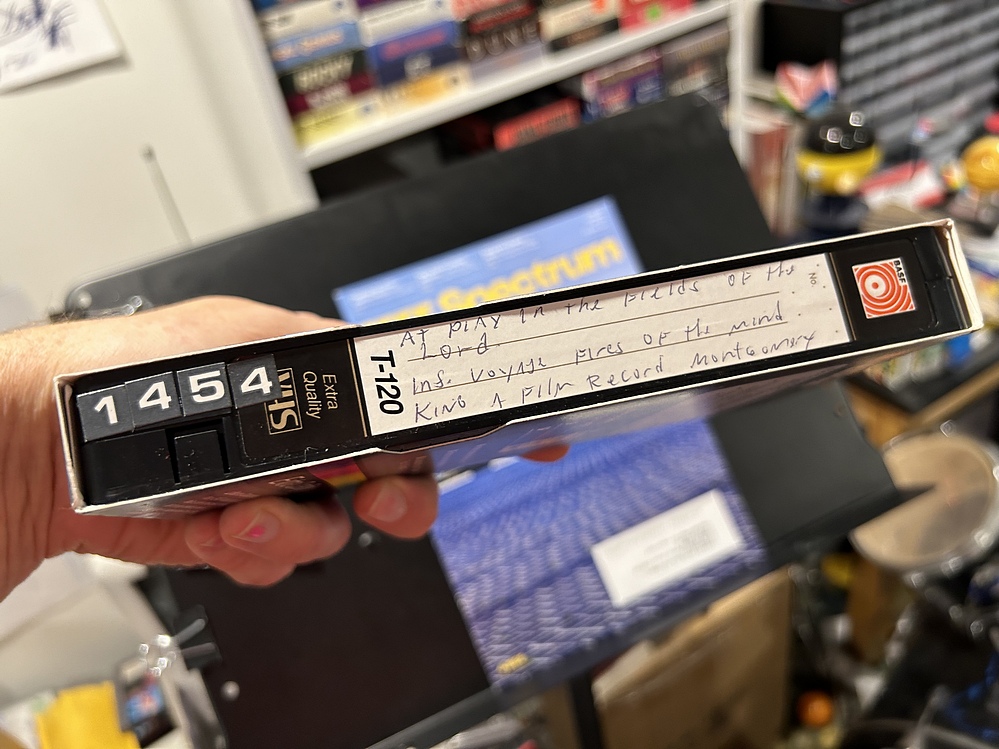 Spectrum
1454
VHS
Extra
Quality
T-120
At PlAY In the Fields OF the
Lord
Ins. Voyage Fires OF the mind
KING A Film Record Montgomery
No.
BASF